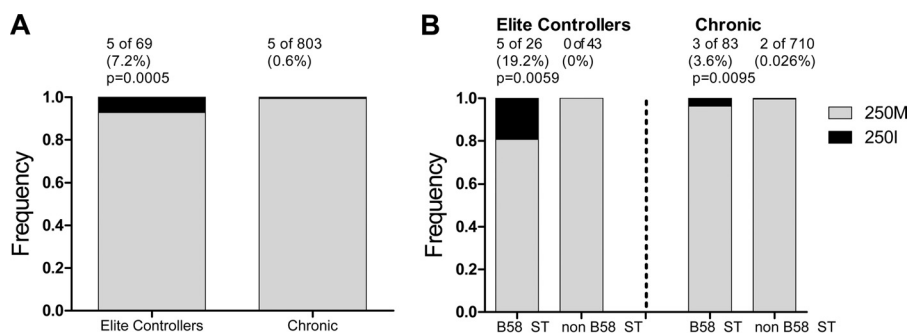 A
5 of 69
(7.2%)
p=0.0005
5 of 803
(0.6%)
Frequency
1.0
0.8
0.6
0.4
0.2
0.0
Elite Controllers
Chronic
B
Elite Controllers
Chronic
5 of 26
(19.2%)
p=0.0059
0 of 43
(0%)
3 of 83
(3.6%)
p=0.0095
2 of 710
(0.026%)
Frequency
1.0
0.8
0.6
0.4
0.2
0.0
B58 ST
non B58 ST
B58 ST
non B58 ST
250M
250I